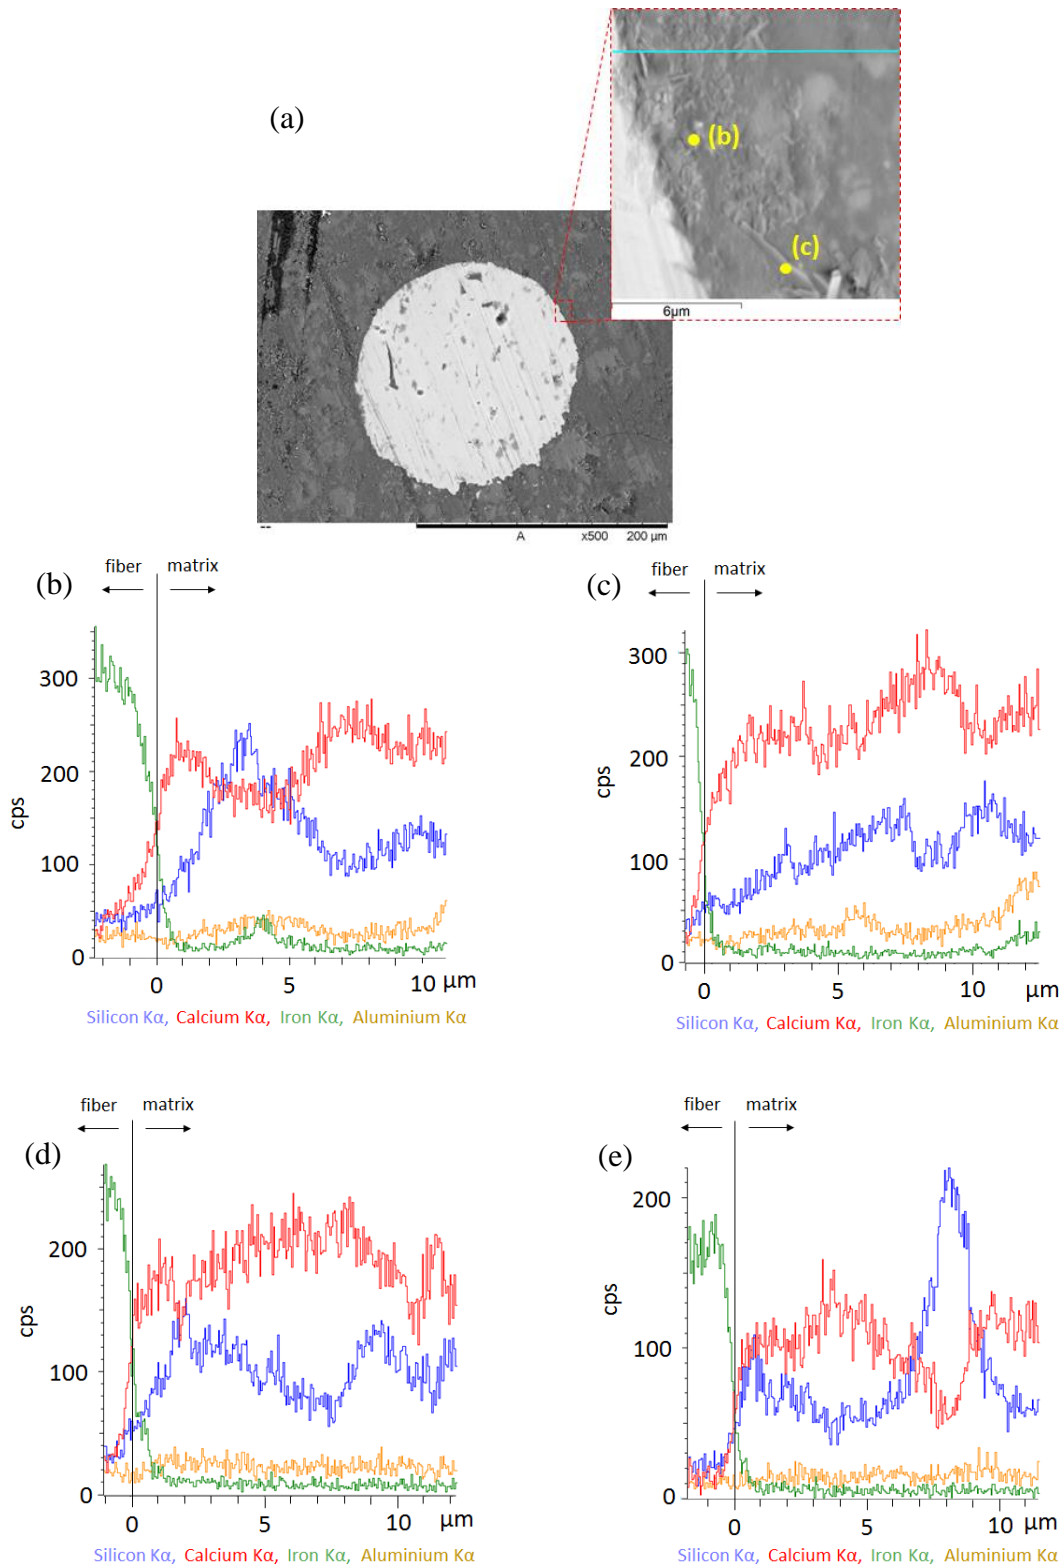 (a)
(b)
(c)
6µm
--
A x500 200 µm
fiber matrix
(b)
300
200
100
0
cps
0 5 10 µm
Silicon Kα, Calcium Kα, Iron Kα, Aluminium Kα
fiber matrix
(c)
300
200
100
0
cps
0 5 10 µm
Silicon Kα, Calcium Kα, Iron Kα, Aluminium Kα
fiber matrix
(d)
200
100
0
cps
0 5 10 µm
Silicon Kα, Calcium Kα, Iron Kα, Aluminium Kα
fiber matrix
(e)
200
100
0
cps
0 5 10 µm
Silicon Kα, Calcium Kα, Iron Kα, Aluminium Kα